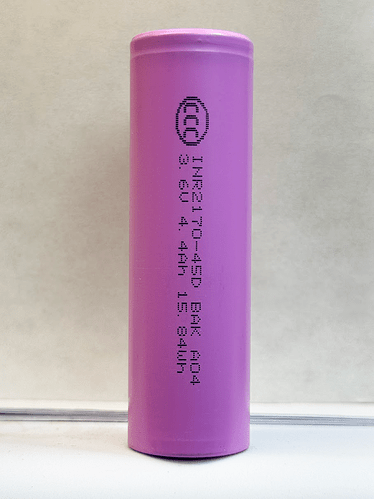 CCC
INR2170-45D BAK A04
3.6V 4.4Ah 15.84Wh